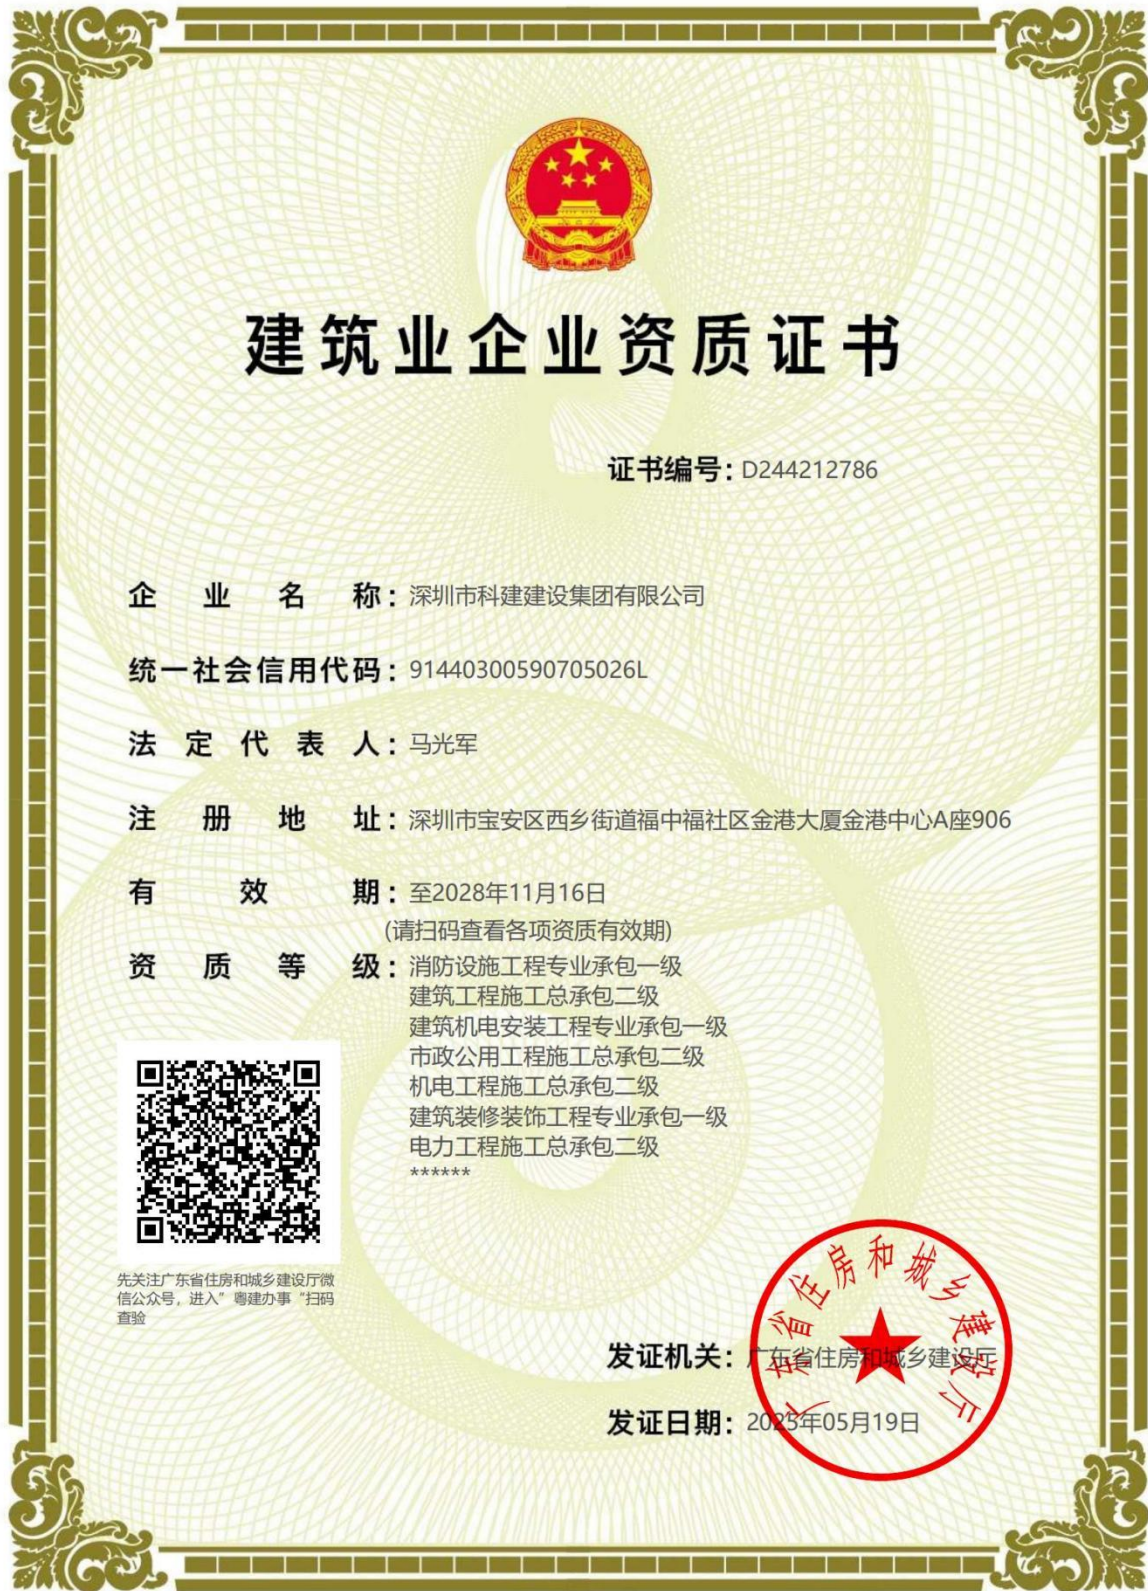 建筑业企业资质证书
证书编号：D244212786
企业名称：深圳市科建建设集团有限公司
统一社会信用代码：91440300590705026L
法定代表人：马光军
注册地址：深圳市宝安区西乡街道福中福社区金港大厦金港中心A座906
有效期：至2028年11月16日
(请扫码查看各项资质有效期)
资质等级：消防设施工程专业承包一级
建筑工程施工总承包二级
建筑机电安装工程专业承包一级
市政公用工程施工总承包二级
机电工程施工总承包二级
建筑装修装饰工程专业承包一级
电力工程施工总承包二级
******
先关注广东省住房和城乡建设厅微
信公众号，进入”粤建办事“扫码
查验
广东省住房和城乡建设厅
发证机关：广东省住房和城乡建设厅
发证日期：2025年05月19日